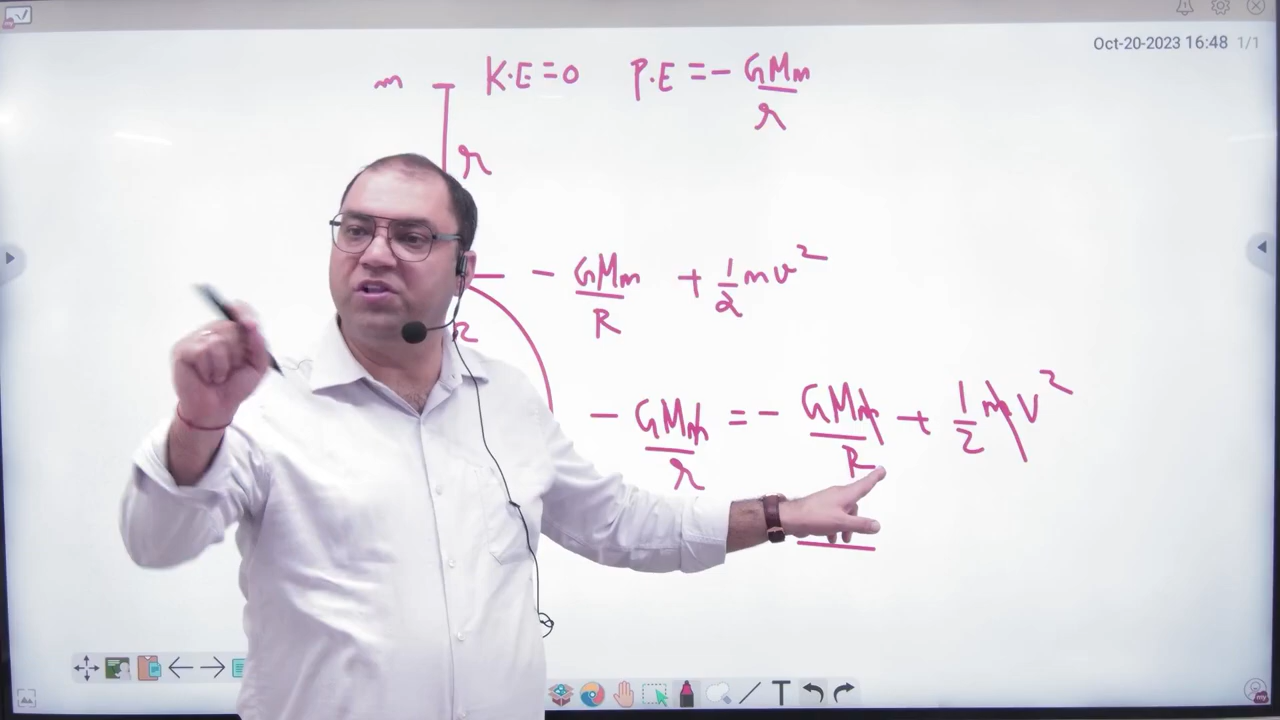 Oct-20-2023 16:48 1/1
m K.E = 0 P.E = - GMm/r
r
- GMm/R + 1/2 mv²
R
- GMm/r = - GMm/R + 1/2 mv²
T